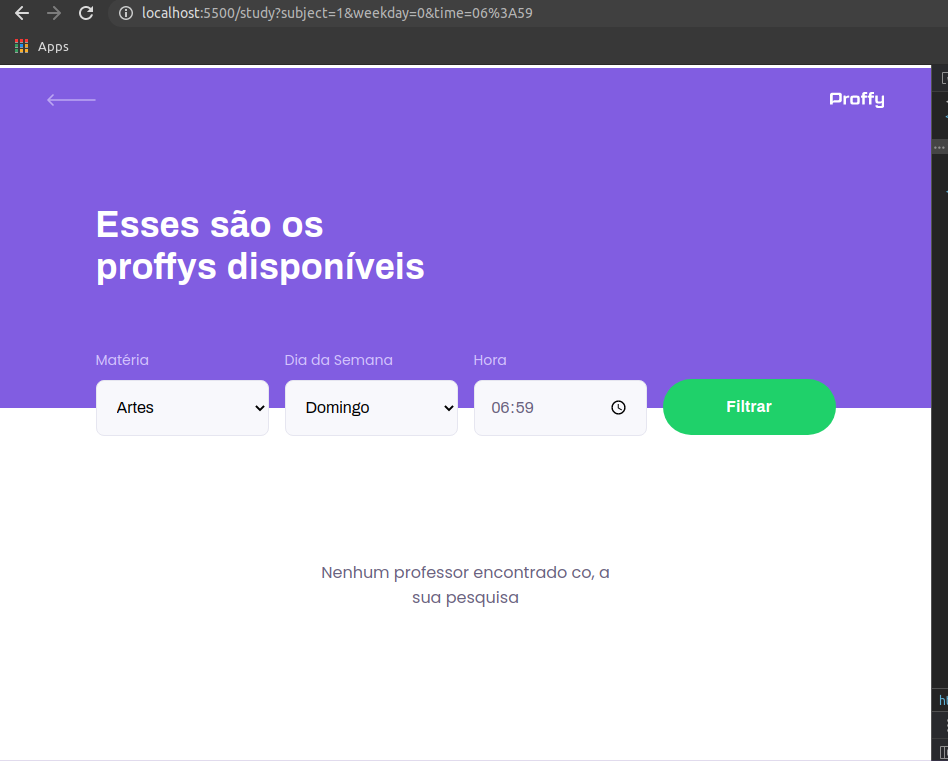 localhost:5500/study?subject=1&weekday=0&time=06%3A59
Apps
Proffy
Esses são os
proffys disponíveis
Matéria Dia da Semana Hora
Artes Domingo 06:59 Filtrar
Nenhum professor encontrado co, a
sua pesquisa